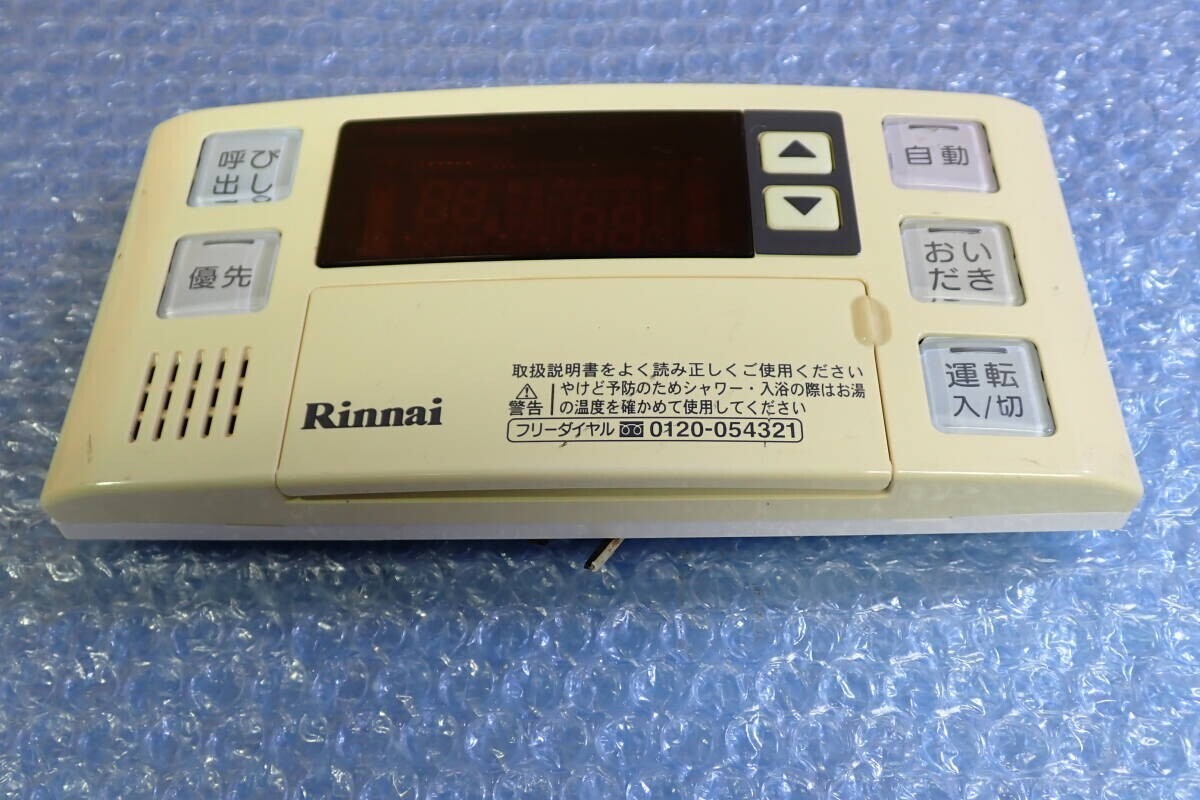 呼び
出し
優先
自動
おい
だき
運転
入/切
取扱説明書をよく読み正しくご使用ください
警告
やけど予防のためシャワー・入浴の際はお湯
の温度を確かめて使用してください
Rinnai
フリーダイヤル 0120-054321